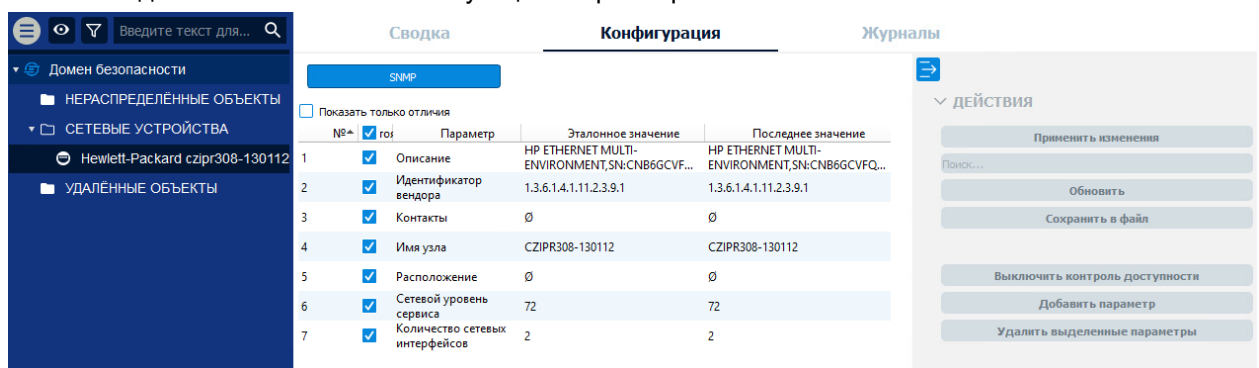 Введите текст для...
Домен безопасности
НЕРАСПРЕДЕЛЁННЫЕ ОБЪЕКТЫ
СЕТЕВЫЕ УСТРОЙСТВА
Hewlett-Packard czipr308-130112
УДАЛЁННЫЕ ОБЪЕКТЫ
Сводка Конфигурация Журналы
SNMP
Показать только отличия
№ Параметр Эталонное значение Последнее значение
1 Описание HP ETHERNET MULTI-ENVIRONMENT,SN:CNB6GCVF... HP ETHERNET MULTI-ENVIRONMENT,SN:CNB6GCVFQ...
2 Идентификатор вендора 1.3.6.1.4.1.11.2.3.9.1 1.3.6.1.4.1.11.2.3.9.1
3 Контакты Ø Ø
4 Имя узла CZIPR308-130112 CZIPR308-130112
5 Расположение Ø Ø
6 Сетевой уровень сервиса 72 72
7 Количество сетевых интерфейсов 2 2
ДЕЙСТВИЯ
Применить изменения
Поиск...
Обновить
Сохранить в файл
Выключить контроль доступности
Добавить параметр
Удалить выделенные параметры